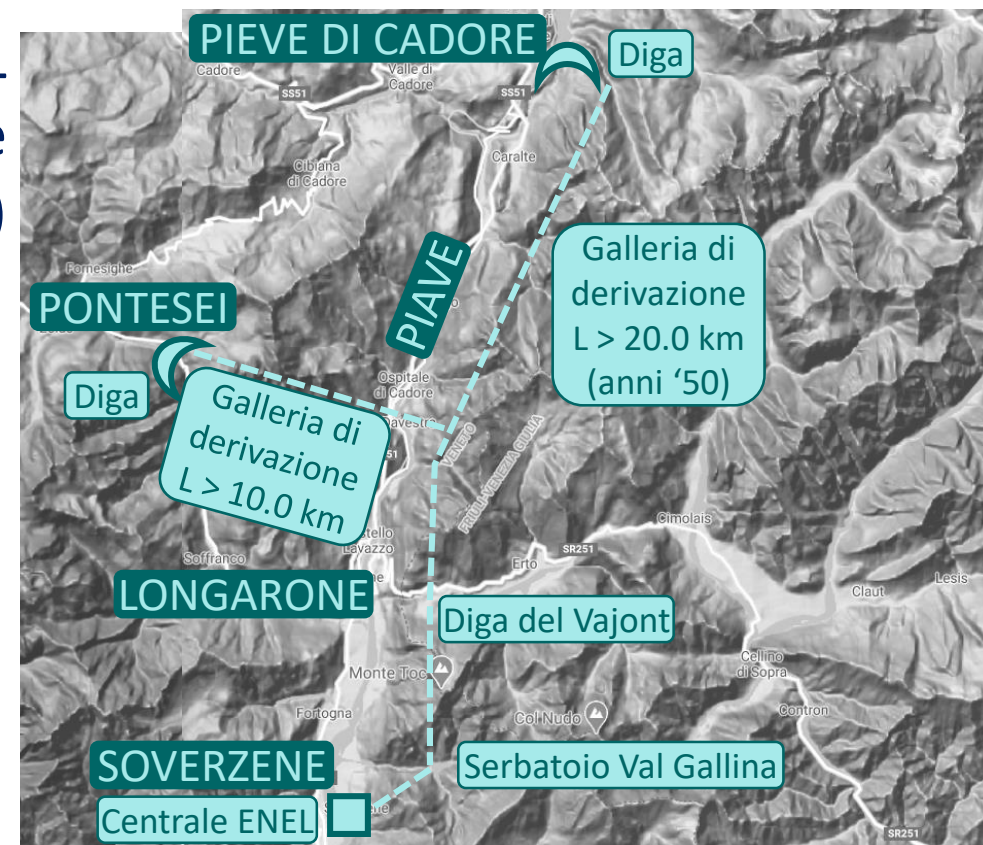 PIEVE DI CADORE
Diga
Cadore
Valle di
Cadore
SS51
SS51
e
)
Caralte
Cibiana
di Cadore
PIAVE
Galleria di
derivazione
L > 20.0 km
(anni ‘50)
Fornesighe
PONTESEI
Diga
Ospitale
di Cadore
Galleria di
derivazione
L > 10.0 km
Davestra
VENETO
FRIULI-VENEZIA GIULIA
51
Cimolais
Soffranco
Lavazzo
Erto
SR251
Lesis
LONGARONE
Claut
Diga del Vajont
Cellino
di Sopra
Monte Toc
Contron
Fortogna
Col Nudo
SOVERZENE
Serbatoio Val Gallina
Centrale ENEL
SR251